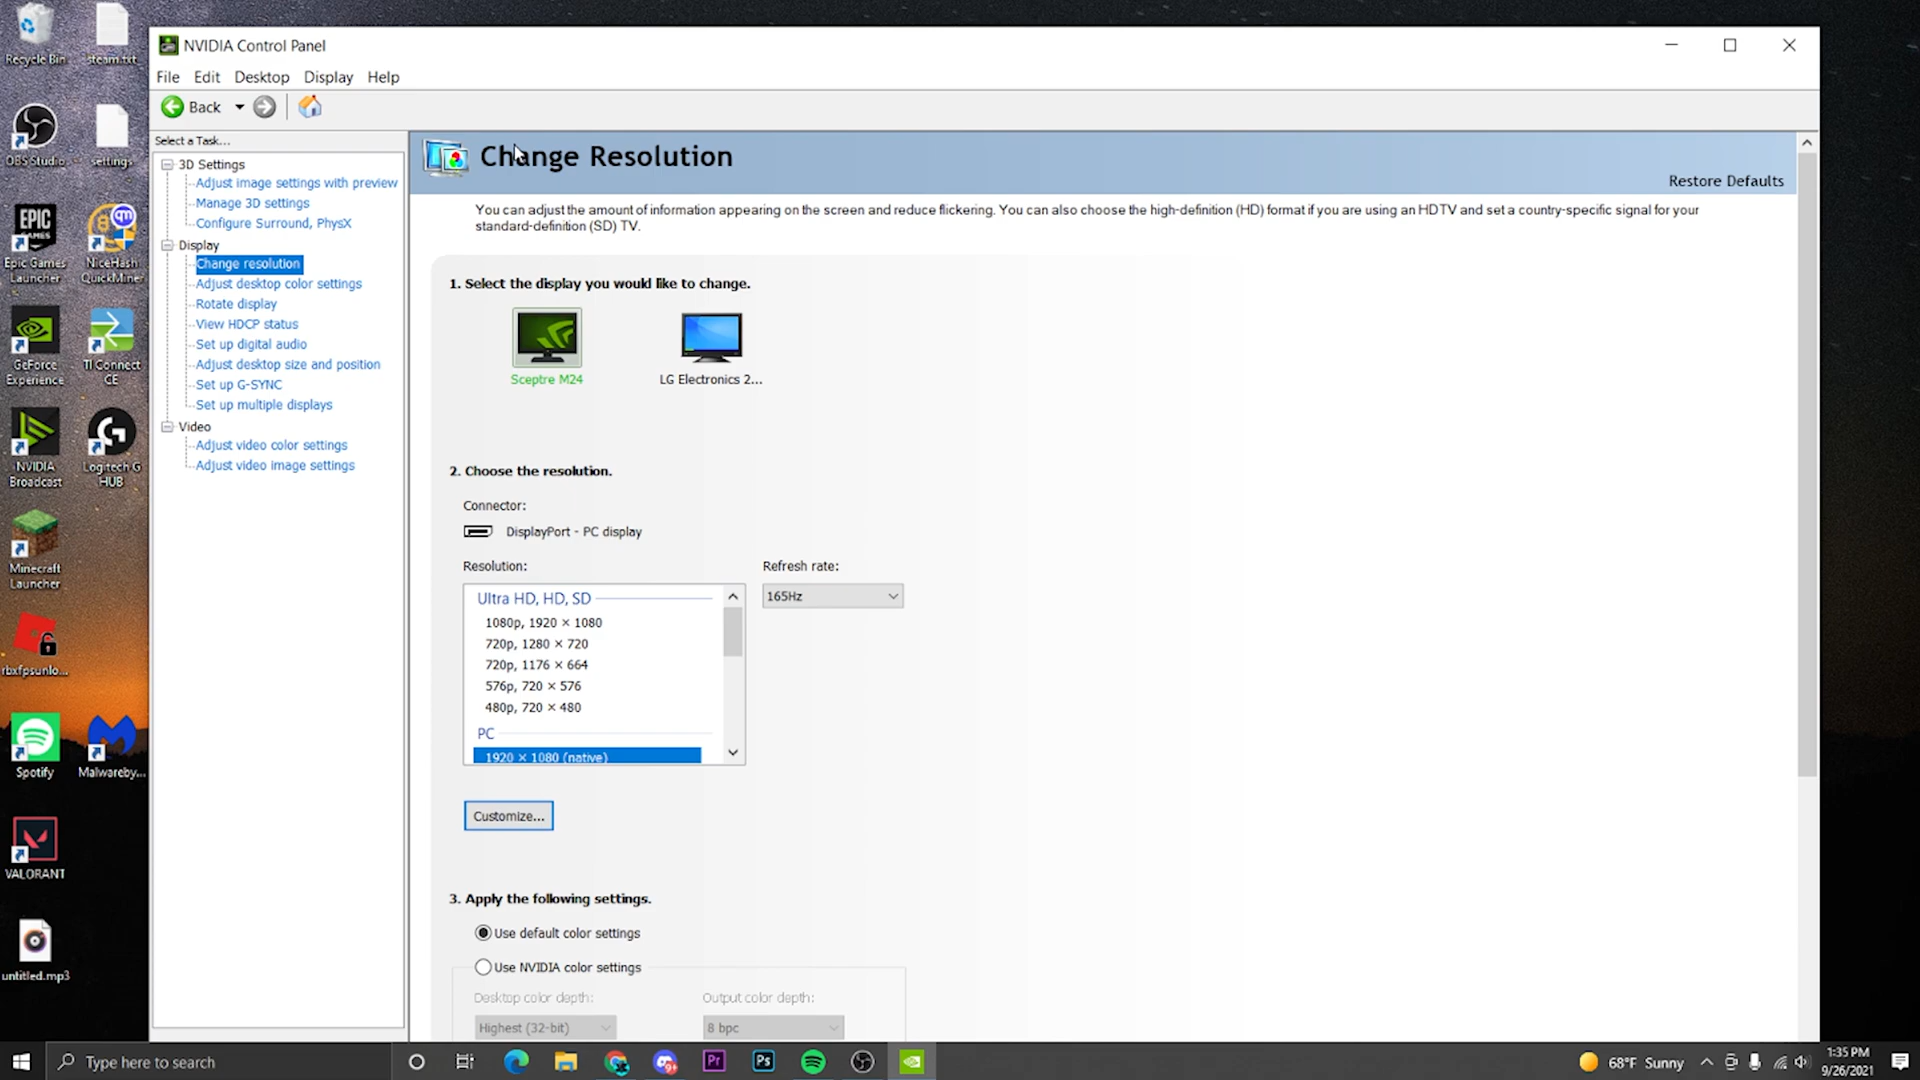 Recycle Bin
steam.txt
OBS Studio
settings
Epic Games Launcher
NiceHash QuickMiner
GeForce Experience
TI Connect CE
NVIDIA Broadcast
Logitech G HUB
Minecraft Launcher
rbxfpsunlo...
Spotify
Malwareby...
VALORANT
untitled.mp3
NVIDIA Control Panel
File Edit Desktop Display Help
Back
Select a Task...
3D Settings
Adjust image settings with preview
Manage 3D settings
Configure Surround, PhysX
Display
Change resolution
Adjust desktop color settings
Rotate display
View HDCP status
Set up digital audio
Adjust desktop size and position
Set up G-SYNC
Set up multiple displays
Video
Adjust video color settings
Adjust video image settings
Change Resolution
Restore Defaults
You can adjust the amount of information appearing on the screen and reduce flickering. You can also choose the high-definition (HD) format if you are using an HDTV and set a country-specific signal for your
standard-definition (SD) TV.
1. Select the display you would like to change.
Sceptre M24
LG Electronics 2...
2. Choose the resolution.
Connector:
DisplayPort - PC display
Resolution:
Refresh rate:
165Hz
Ultra HD, HD, SD
1080p, 1920 × 1080
720p, 1280 × 720
720p, 1176 × 664
576p, 720 × 576
480p, 720 × 480
PC
1920 × 1080 (native)
Customize...
3. Apply the following settings.
Use default color settings
Use NVIDIA color settings
Desktop color depth:
Output color depth:
Highest (32-bit)
8 bpc
Type here to search
68°F Sunny
1:35 PM
9/26/2021